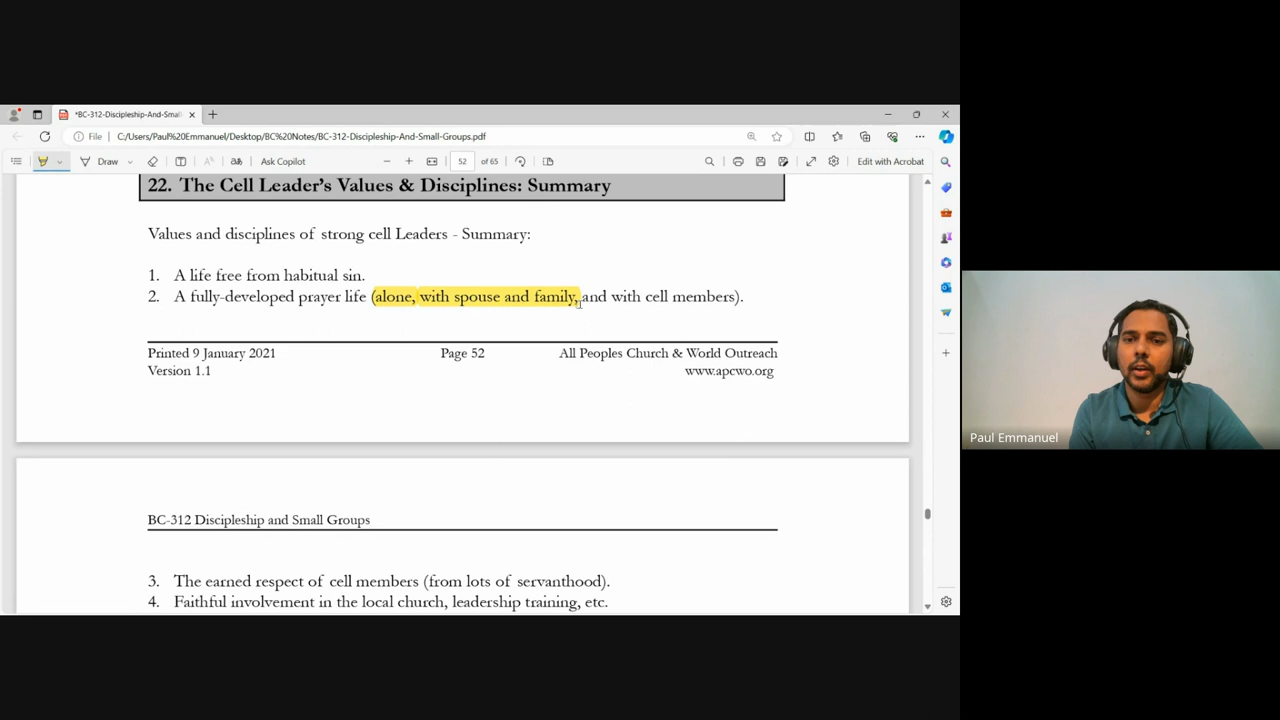 *BC-312-Discipleship-And-Smal
File
C:/Users/Paul%20Emmanuel/Desktop/BC%20Notes/BC-312-Discipleship-And-Small-Groups.pdf
Draw
Ask Copilot
52 of 65
Edit with Acrobat
22. The Cell Leader's Values & Disciplines: Summary
Values and disciplines of strong cell Leaders - Summary:
1. A life free from habitual sin.
2. A fully-developed prayer life (alone, with spouse and family, and with cell members).
Printed 9 January 2021 Page 52 All Peoples Church & World Outreach
Version 1.1 www.apcwo.org
BC-312 Discipleship and Small Groups
3. The earned respect of cell members (from lots of servanthood).
4. Faithful involvement in the local church, leadership training, etc.
Paul Emmanuel